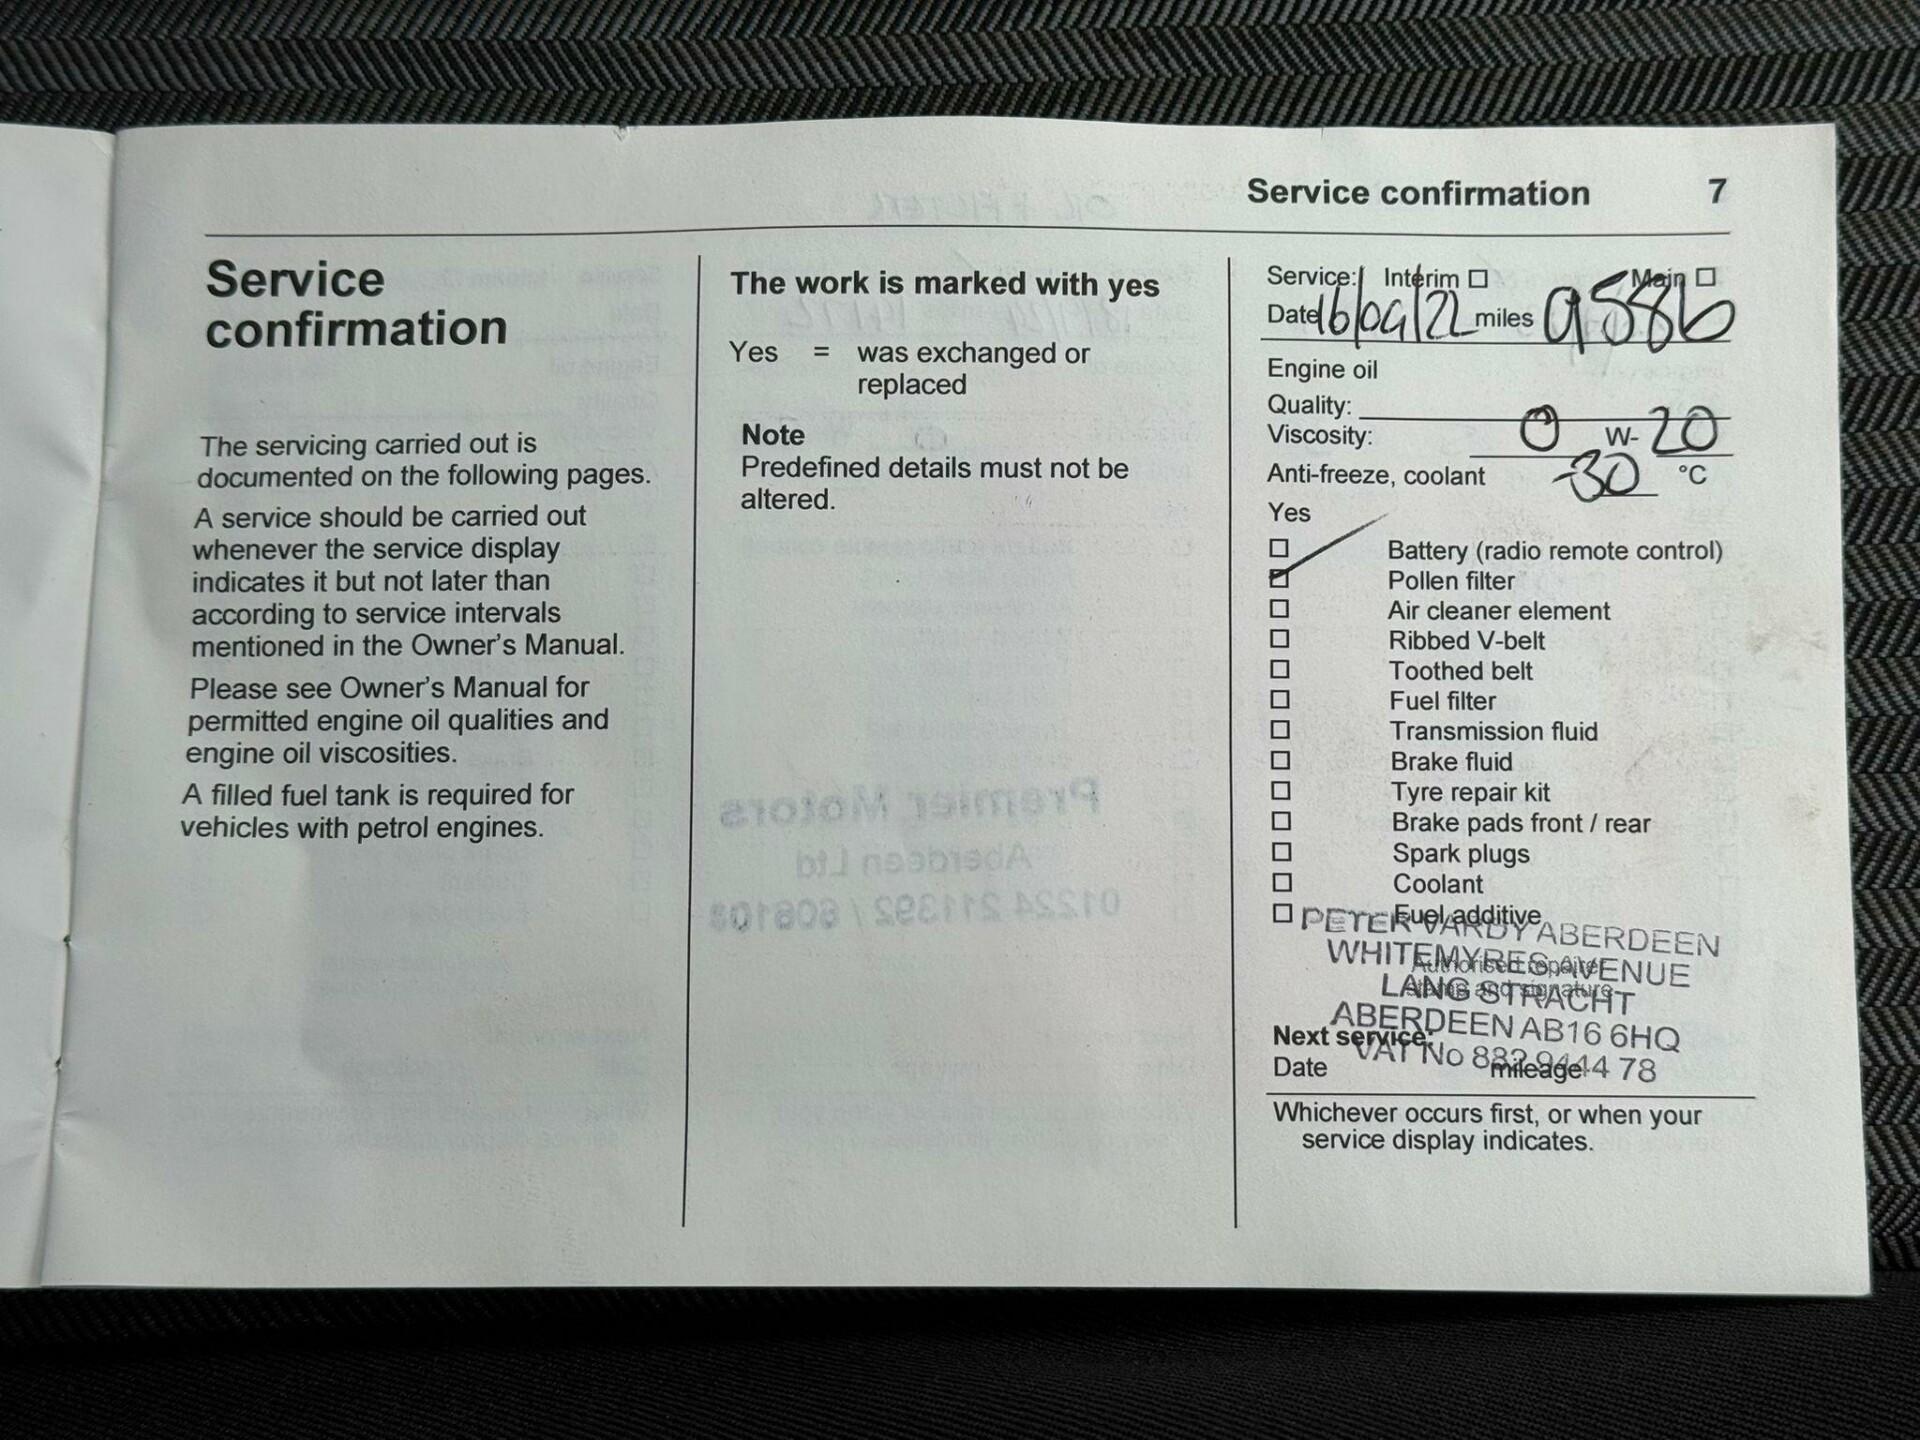 Service confirmation 7
Service
confirmation
The servicing carried out is
documented on the following pages.
A service should be carried out
whenever the service display
indicates it but not later than
according to service intervals
mentioned in the Owner's Manual.
Please see Owner's Manual for
permitted engine oil qualities and
engine oil viscosities.
A filled fuel tank is required for
vehicles with petrol engines.
The work is marked with yes
Yes = was exchanged or
replaced
Note
Predefined details must not be
altered.
Service: Interim ☐ Main ☐
Date 16/09/22 miles 9586
Engine oil
Quality:
Viscosity: 0 W-20
Anti-freeze, coolant -30 °C
Yes
☐ Battery (radio remote control)
☑ Pollen filter
☐ Air cleaner element
☐ Ribbed V-belt
☐ Toothed belt
☐ Fuel filter
☐ Transmission fluid
☐ Brake fluid
☐ Tyre repair kit
☐ Brake pads front / rear
☐ Spark plugs
☐ Coolant
☐ Fuel additive
PETER VARDY ABERDEEN
WHITEMYRES AVENUE
Authorised repairer
stamp and signature
LANG STRACHT
ABERDEEN AB16 6HQ
VAT No 882 9444 78
Next service:
Date mileage
Whichever occurs first, or when your
service display indicates.